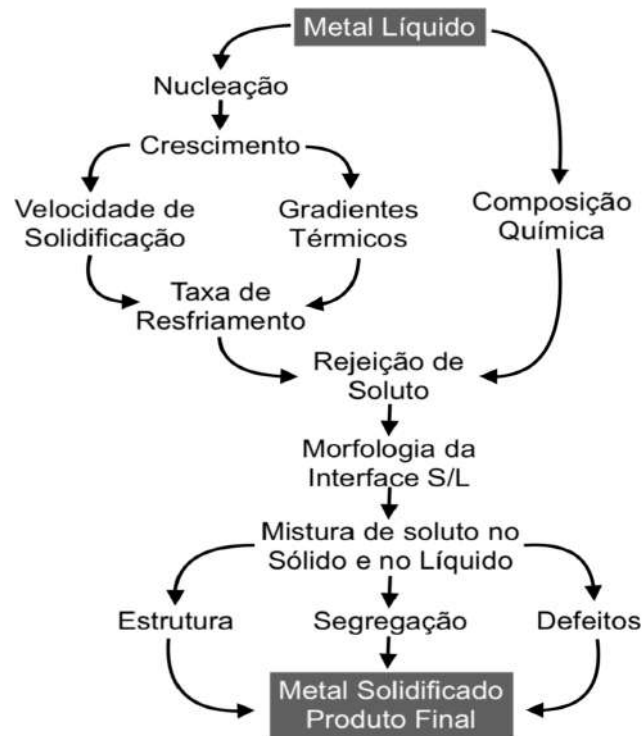 Metal Líquido
Nucleação
Crescimento
Velocidade de
Solidificação
Gradientes
Térmicos
Composição
Química
Taxa de
Resfriamento
Rejeição de
Soluto
Morfologia da
Interface S/L
Mistura de soluto no
Sólido e no Líquido
Estrutura
Segregação
Defeitos
Metal Solidificado
Produto Final